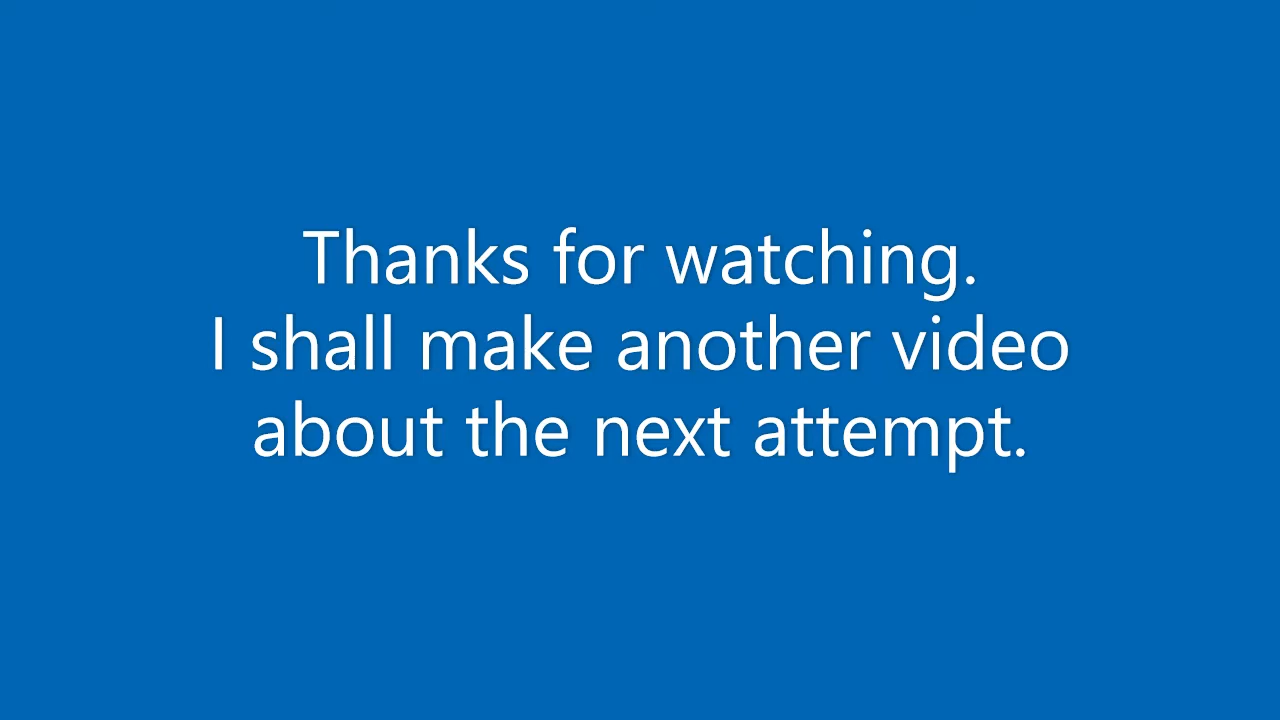 Thanks for watching.
I shall make another video
about the next attempt.